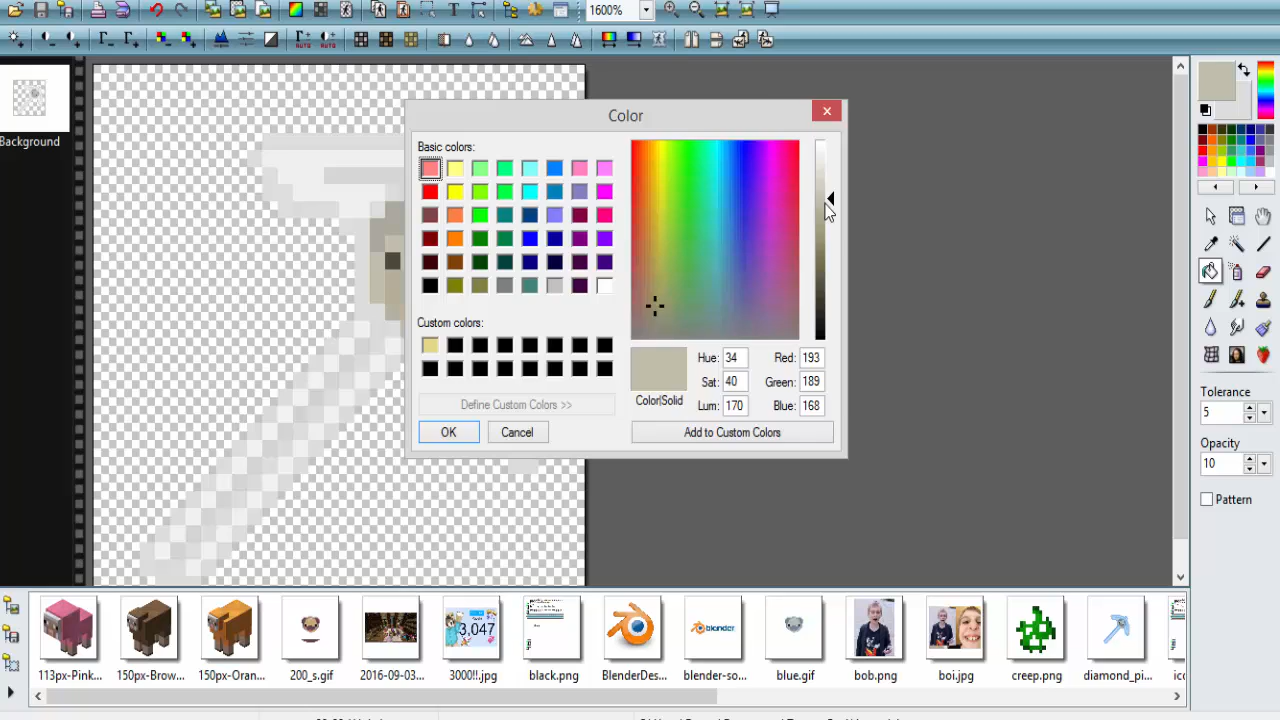 1600%
Background
Color
Basic colors:
Custom colors:
Define Custom Colors >>
OK
Cancel
Color|Solid
Hue: 34
Sat: 40
Lum: 170
Red: 193
Green: 189
Blue: 168
Add to Custom Colors
Tolerance
5
Opacity
10
Pattern
3,047
blender
113px-Pink...
150px-Brow...
150px-Oran...
200_s.gif
2016-09-03...
3000!!.jpg
black.png
BlenderDes...
blender-so...
blue.gif
bob.png
boi.jpg
creep.png
diamond_pi...